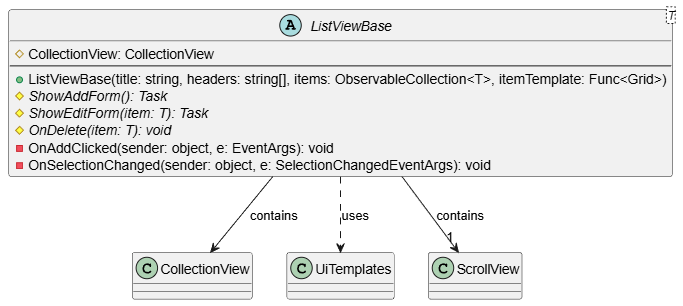 T
A ListViewBase
CollectionView: CollectionView
ListViewBase(title: string, headers: string[], items: ObservableCollection<T>, itemTemplate: Func<Grid>)
ShowAddForm(): Task
ShowEditForm(item: T): Task
OnDelete(item: T): void
OnAddClicked(sender: object, e: EventArgs): void
OnSelectionChanged(sender: object, e: SelectionChangedEventArgs): void
contains
uses
contains
1
C CollectionView
C UiTemplates
C ScrollView